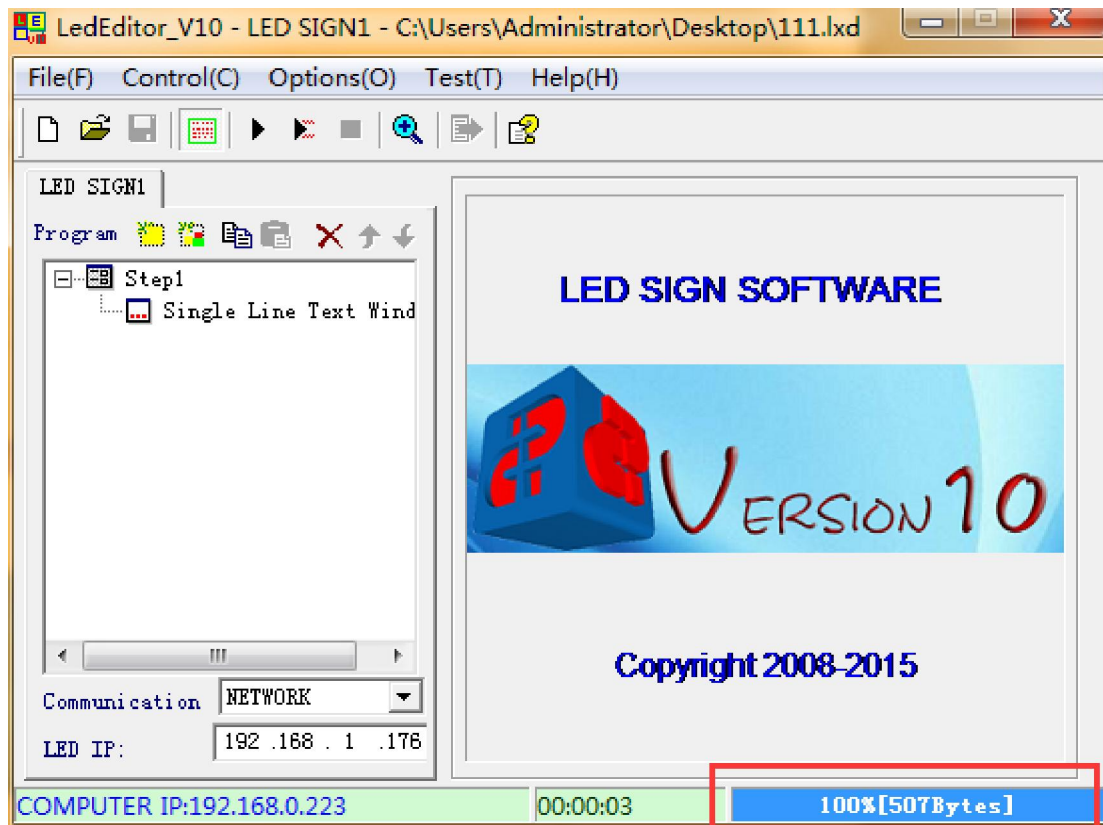 LedEditor_V10 - LED SIGN1 - C:\Users\Administrator\Desktop\111.lxd
File(F) Control(C) Options(O) Test(T) Help(H)
LED SIGN1
Program
Step1
Single Line Text Wind
LED SIGN SOFTWARE
VERSION 10
Copyright 2008-2015
Communication NETWORK
LED IP: 192 .168 . 1 .176
COMPUTER IP:192.168.0.223 00:00:03 100%[507Bytes]